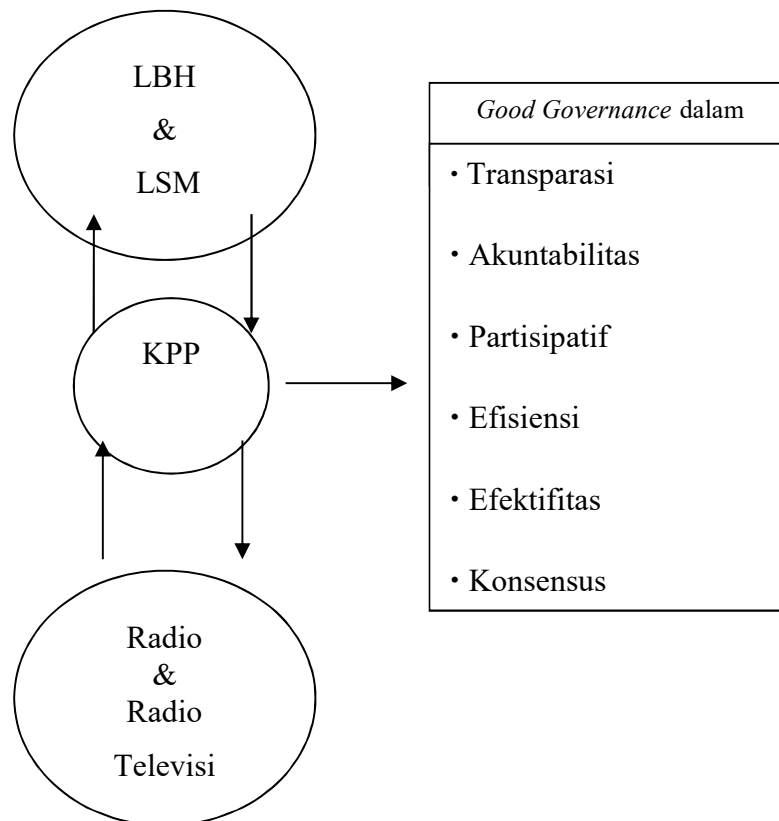 LBH
&
LSM
KPP
Radio
&
Radio
Televisi
Good Governance dalam
· Transparasi
· Akuntabilitas
· Partisipatif
· Efisiensi
· Efektifitas
· Konsensus